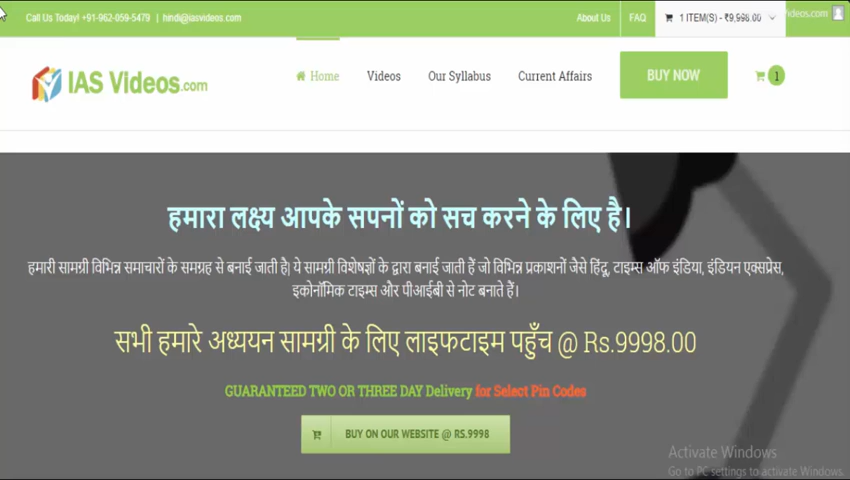 Call Us Today! +91-962-059-5479 | hindi@iasvideos.com
About Us FAQ 1 ITEM(S) - ₹9,998.00 Videos.com
IAS Videos.com
Home Videos Our Syllabus Current Affairs BUY NOW 1
हमारा लक्ष्य आपके सपनों को सच करने के लिए है।
हमारी सामग्री विभिन्न समाचारों के समग्रह से बनाई जाती है| ये सामग्री विशेषज्ञों के द्वारा बनाई जाती हैं जो विभिन्न प्रकाशनों जैसे हिंदू, टाइम्स ऑफ इंडिया, इंडियन एक्सप्रेस,
इकोनॉमिक टाइम्स और पीआईबी से नोट बनाते हैं।
सभी हमारे अध्ययन सामग्री के लिए लाइफटाइम पहुँच @ Rs.9998.00
GUARANTEED TWO OR THREE DAY Delivery for Select Pin Codes
BUY ON OUR WEBSITE @ RS.9998
Activate Windows
Go to PC settings to activate Windows.